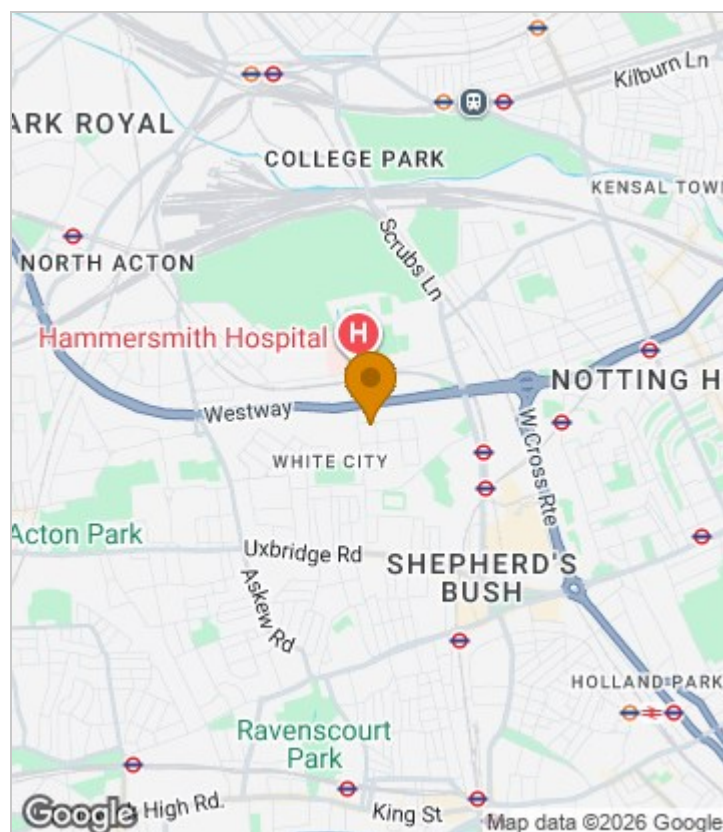 Kilburn Ln
ARK ROYAL
COLLEGE PARK
KENSAL TOW
Scrubs Ln
NORTH ACTON
Hammersmith Hospital
H
NOTTING H
Westway
W Cross Rte
WHITE CITY
Acton Park
Uxbridge Rd
SHEPHERD'S
BUSH
Askew Rd
HOLLAND PARK
Ravenscourt
Park
Google
High Rd.
King St
Map data ©2026 Google